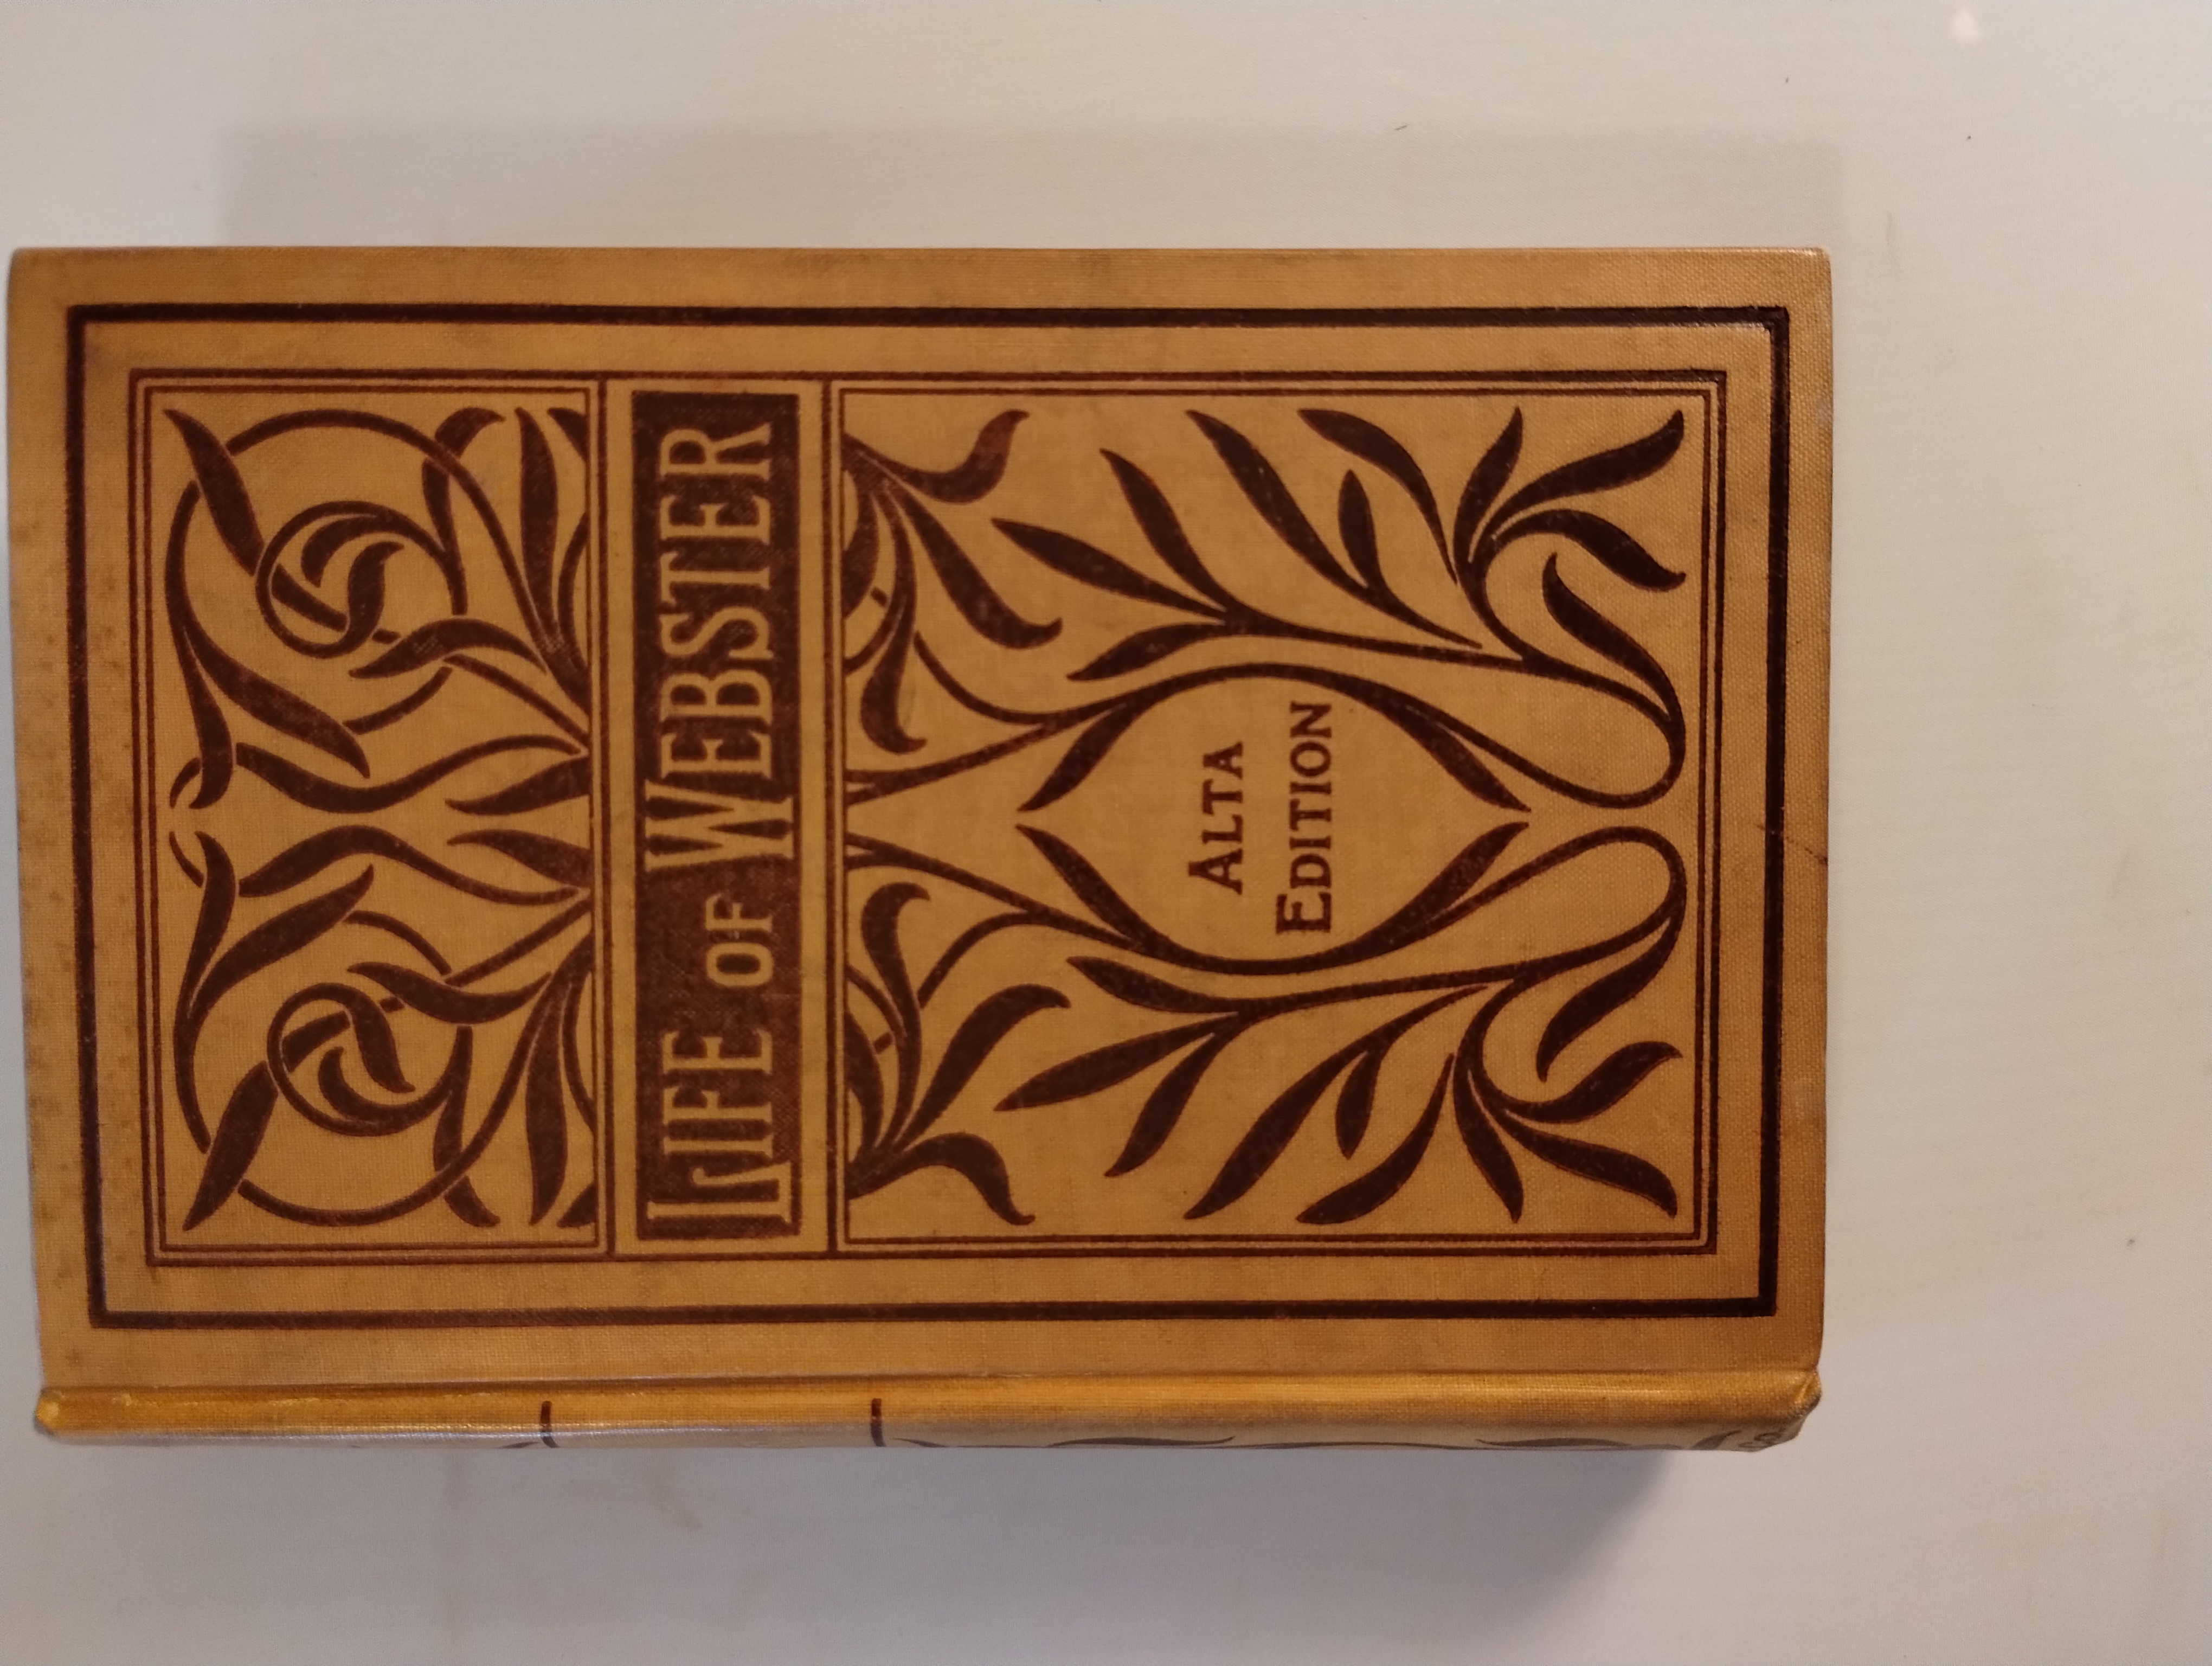 LIFE OF WEBSTER
ALTA
EDITION